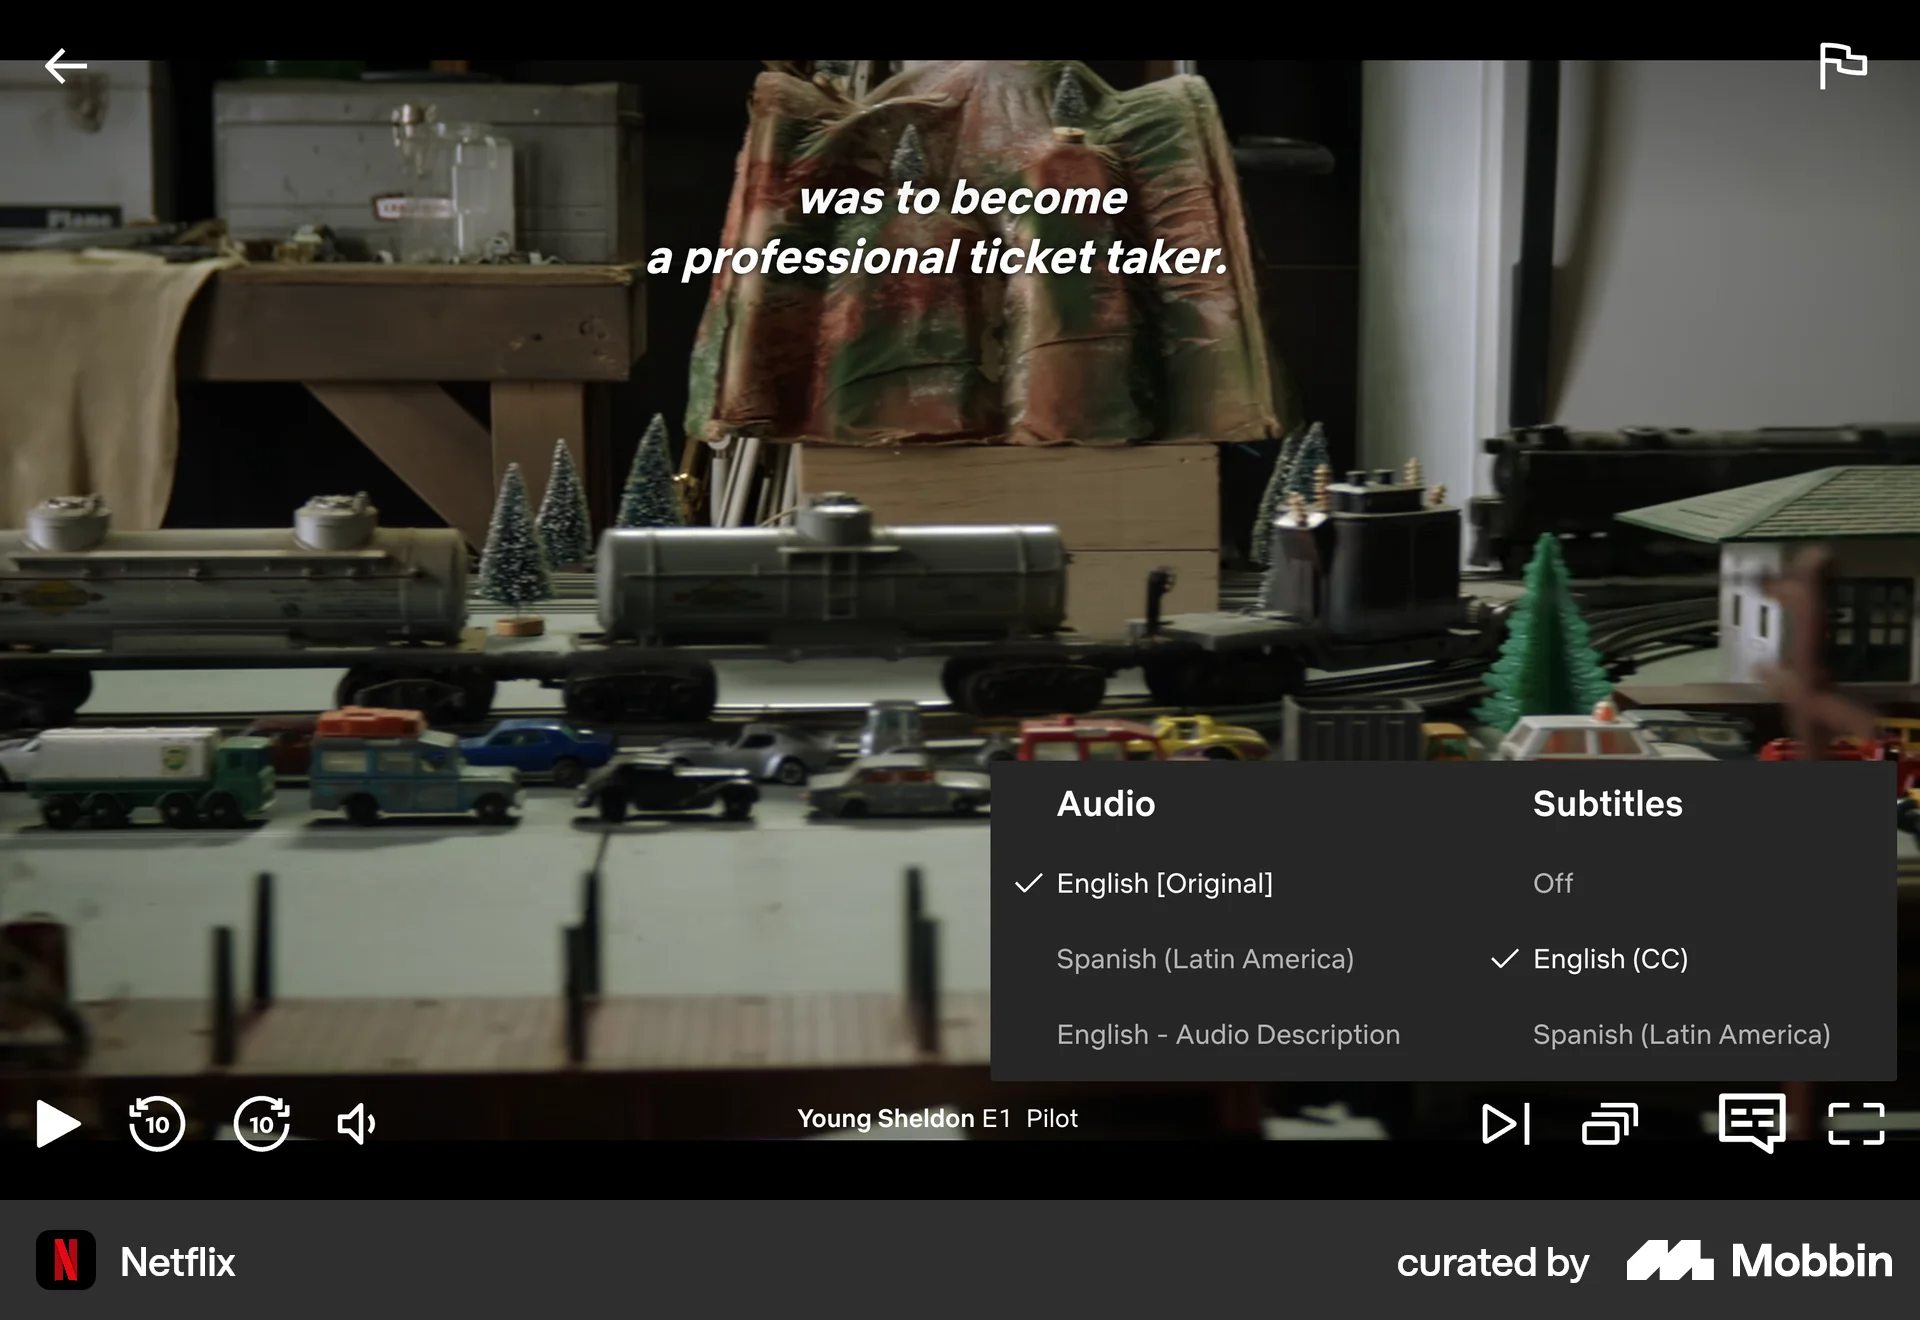 Plane
was to become
a professional ticket taker.
Audio
Subtitles
English [Original]
Off
Spanish (Latin America)
English (CC)
English - Audio Description
Spanish (Latin America)
10
10
Young Sheldon E1 Pilot
Netflix
curated by Mobbin